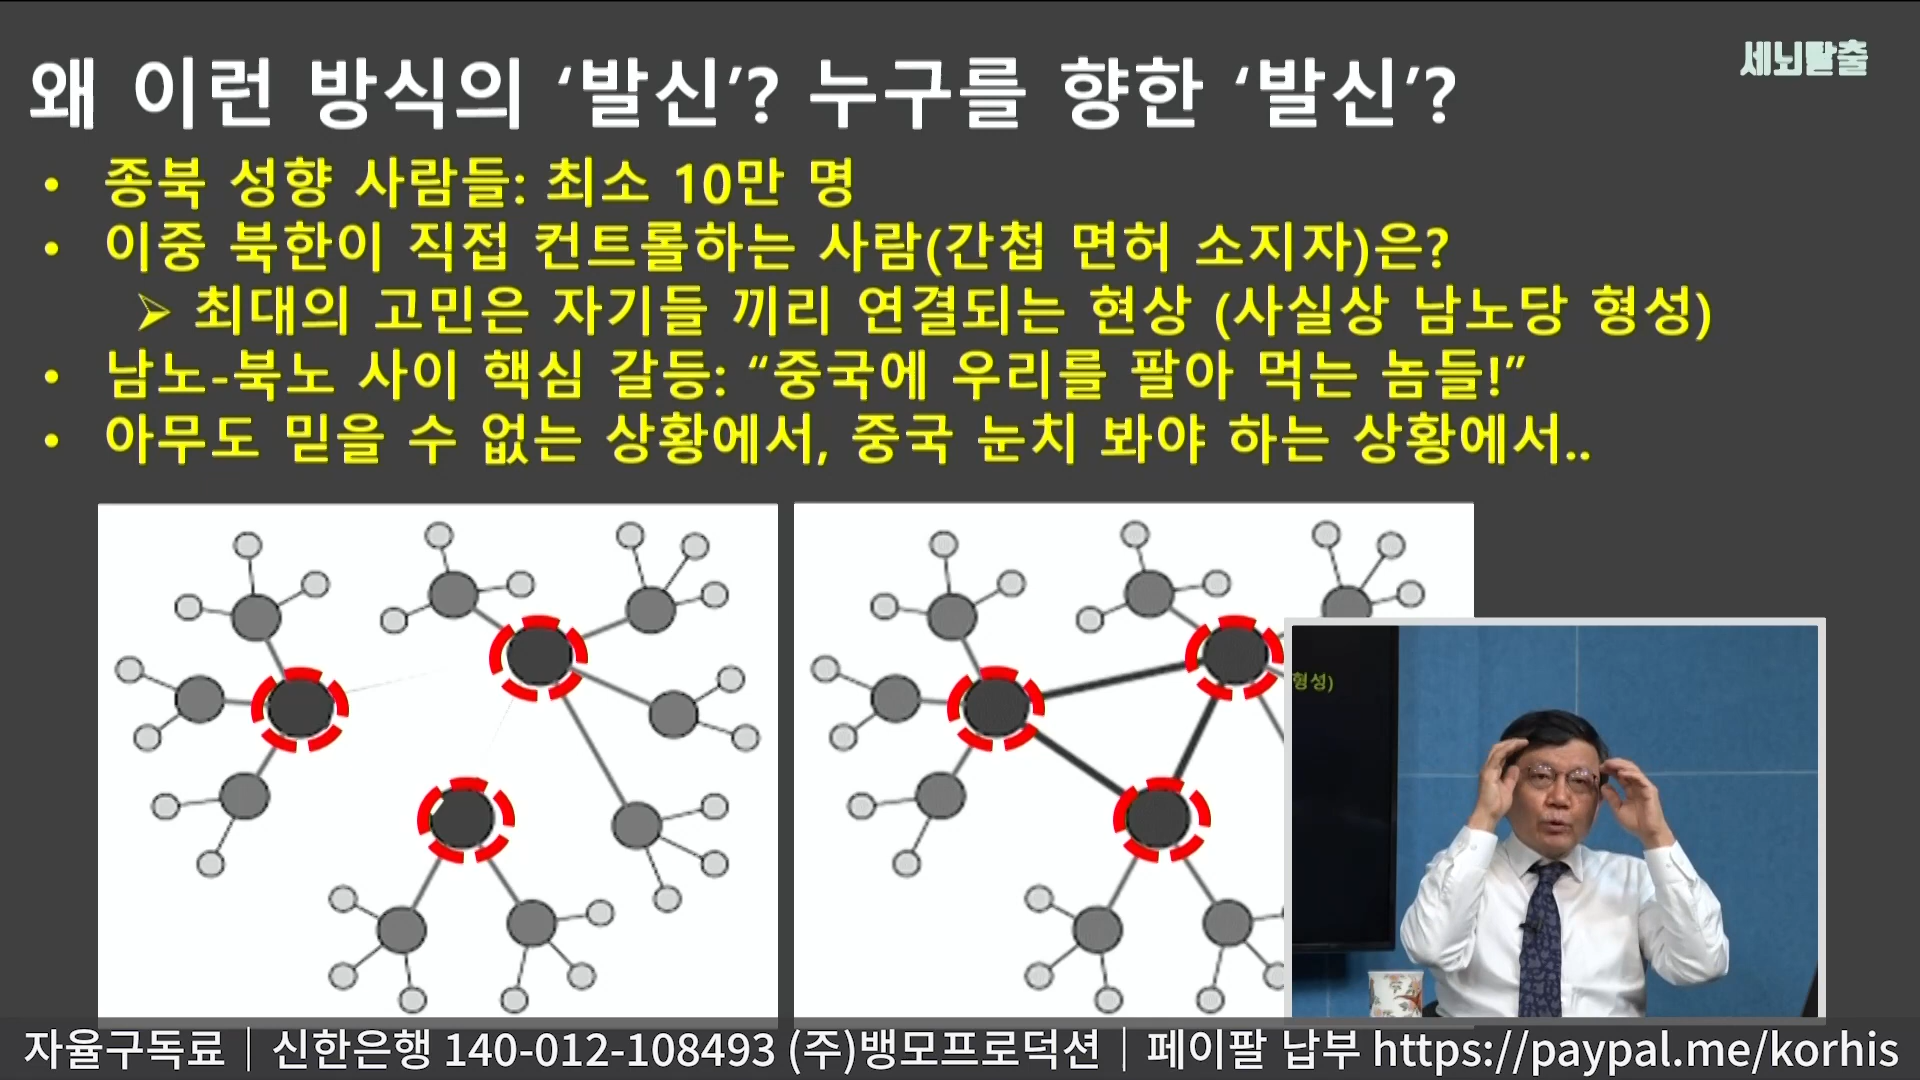 세뇌탈출
왜 이런 방식의 ‘발신’? 누구를 향한 ‘발신’?
• 종북 성향 사람들: 최소 10만 명
• 이중 북한이 직접 컨트롤하는 사람(간첩 면허 소지자)은?
➢ 최대의 고민은 자기들 끼리 연결되는 현상 (사실상 남노당 형성)
• 남노-북노 사이 핵심 갈등: “중국에 우리를 팔아 먹는 놈들!”
• 아무도 믿을 수 없는 상황에서, 중국 눈치 봐야 하는 상황에서..
형성)
자율구독료｜신한은행 140-012-108493 (주)뱅모프로덕션｜페이팔 납부 https://paypal.me/korhis